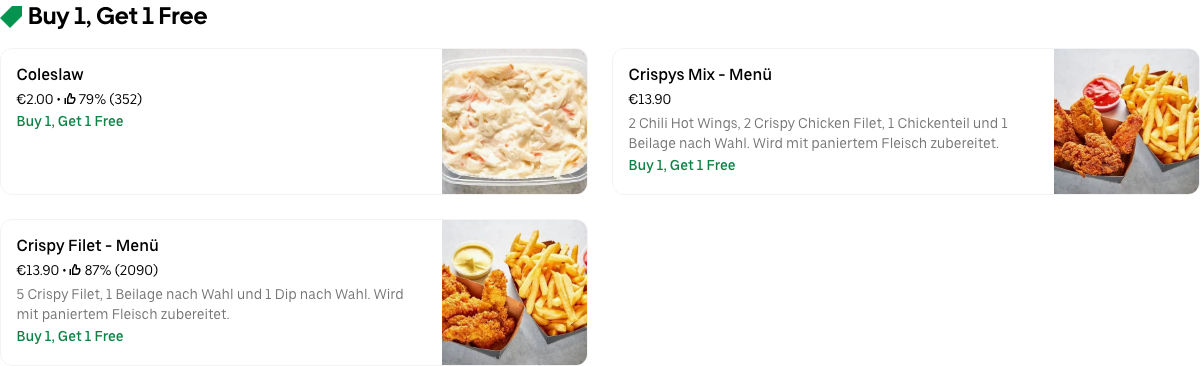 Buy 1, Get 1 Free
Coleslaw
€2.00 • 79% (352)
Buy 1, Get 1 Free
Crispys Mix - Menü
€13.90
2 Chili Hot Wings, 2 Crispy Chicken Filet, 1 Chickenteil und 1
Beilage nach Wahl. Wird mit paniertem Fleisch zubereitet.
Buy 1, Get 1 Free
Crispy Filet - Menü
€13.90 • 87% (2090)
5 Crispy Filet, 1 Beilage nach Wahl und 1 Dip nach Wahl. Wird
mit paniertem Fleisch zubereitet.
Buy 1, Get 1 Free